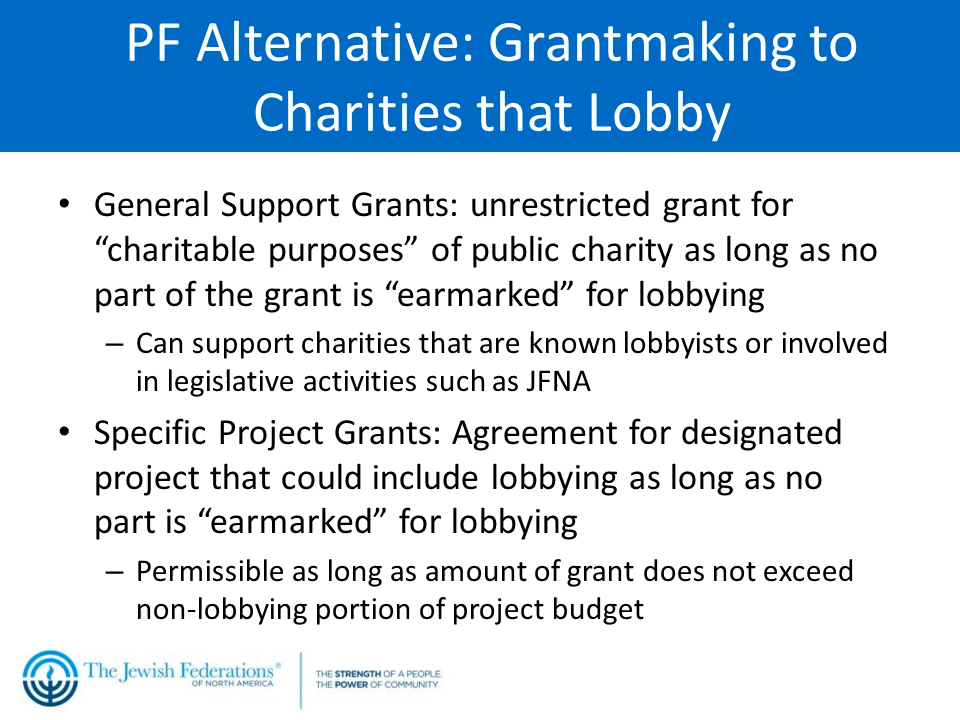 PF Alternative: Grantmaking to
Charities that Lobby
• General Support Grants: unrestricted grant for
“charitable purposes” of public charity as long as no
part of the grant is “earmarked” for lobbying
– Can support charities that are known lobbyists or involved
in legislative activities such as JFNA
• Specific Project Grants: Agreement for designated
project that could include lobbying as long as no
part is “earmarked” for lobbying
– Permissible as long as amount of grant does not exceed
non-lobbying portion of project budget
The Jewish Federations®
OF NORTH AMERICA
THE STRENGTH OF A PEOPLE.
THE POWER OF COMMUNITY